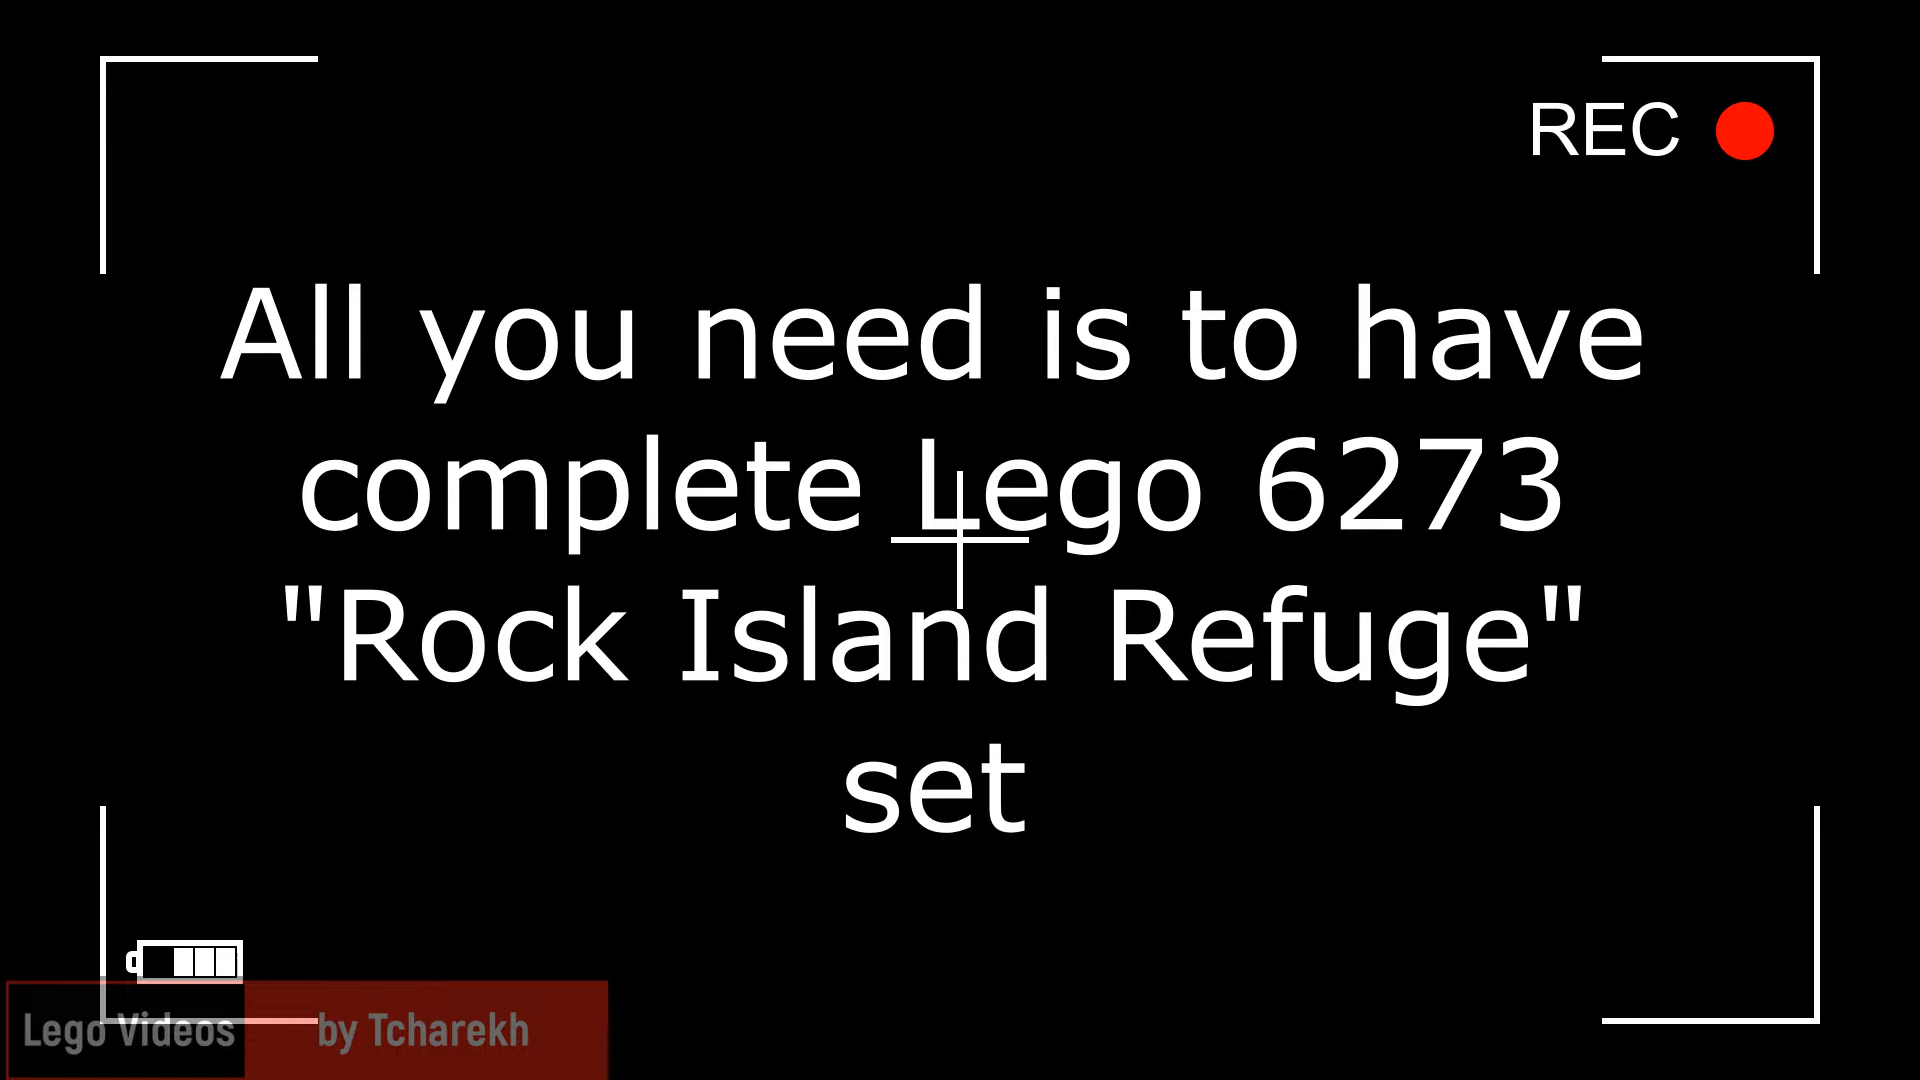 REC
All you need is to have
complete Lego 6273
"Rock Island Refuge"
set
Lego Videos by Tcharekh